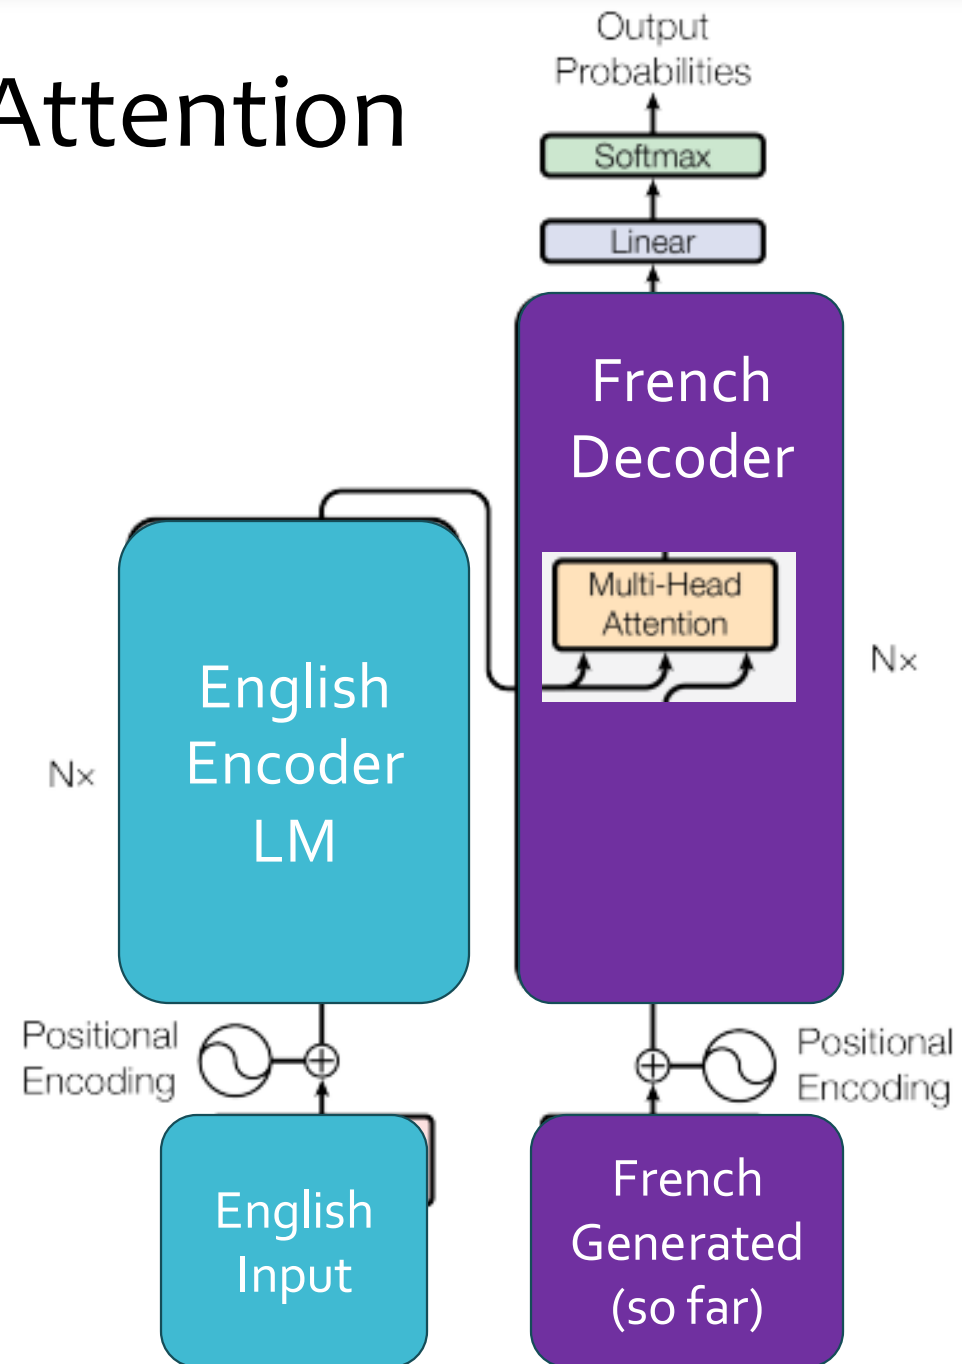 Attention
Output
Probabilities
Softmax
Linear
French
Decoder
Multi-Head
Attention
Nx
English
Encoder
LM
Nx
Positional
Encoding
Positional
Encoding
English
Input
French
Generated
(so far)